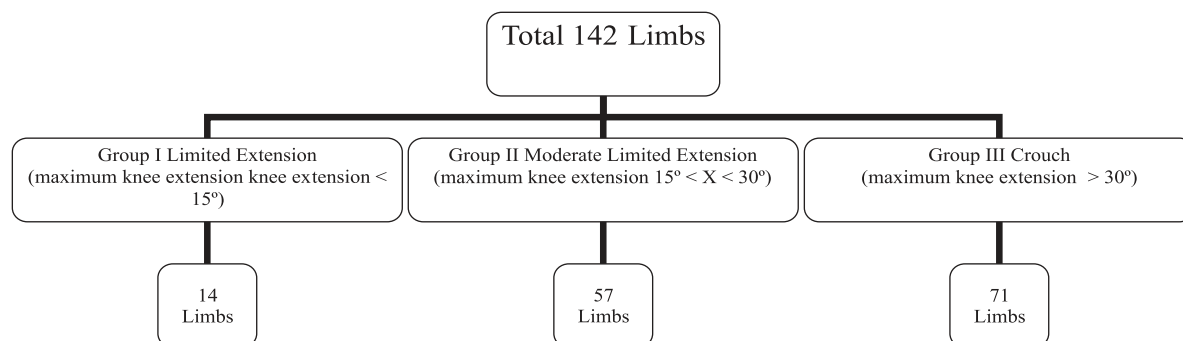 Total 142 Limbs
Group I Limited Extension
(maximum knee extension knee extension <
15º)
Group II Moderate Limited Extension
(maximum knee extension 15º < X < 30º)
Group III Crouch
(maximum knee extension > 30º)
14
Limbs
57
Limbs
71
Limbs